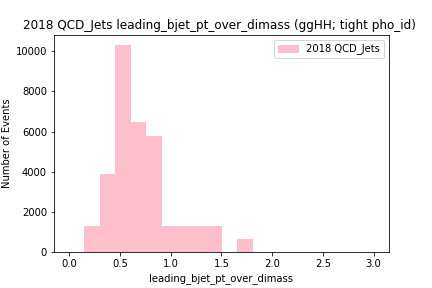 2018 QCD_Jets leading_bjet_pt_over_dimass (ggHH; tight pho_id)
2018 QCD_Jets
Number of Events
10000
8000
6000
4000
2000
0
0.0 0.5 1.0 1.5 2.0 2.5 3.0
leading_bjet_pt_over_dimass